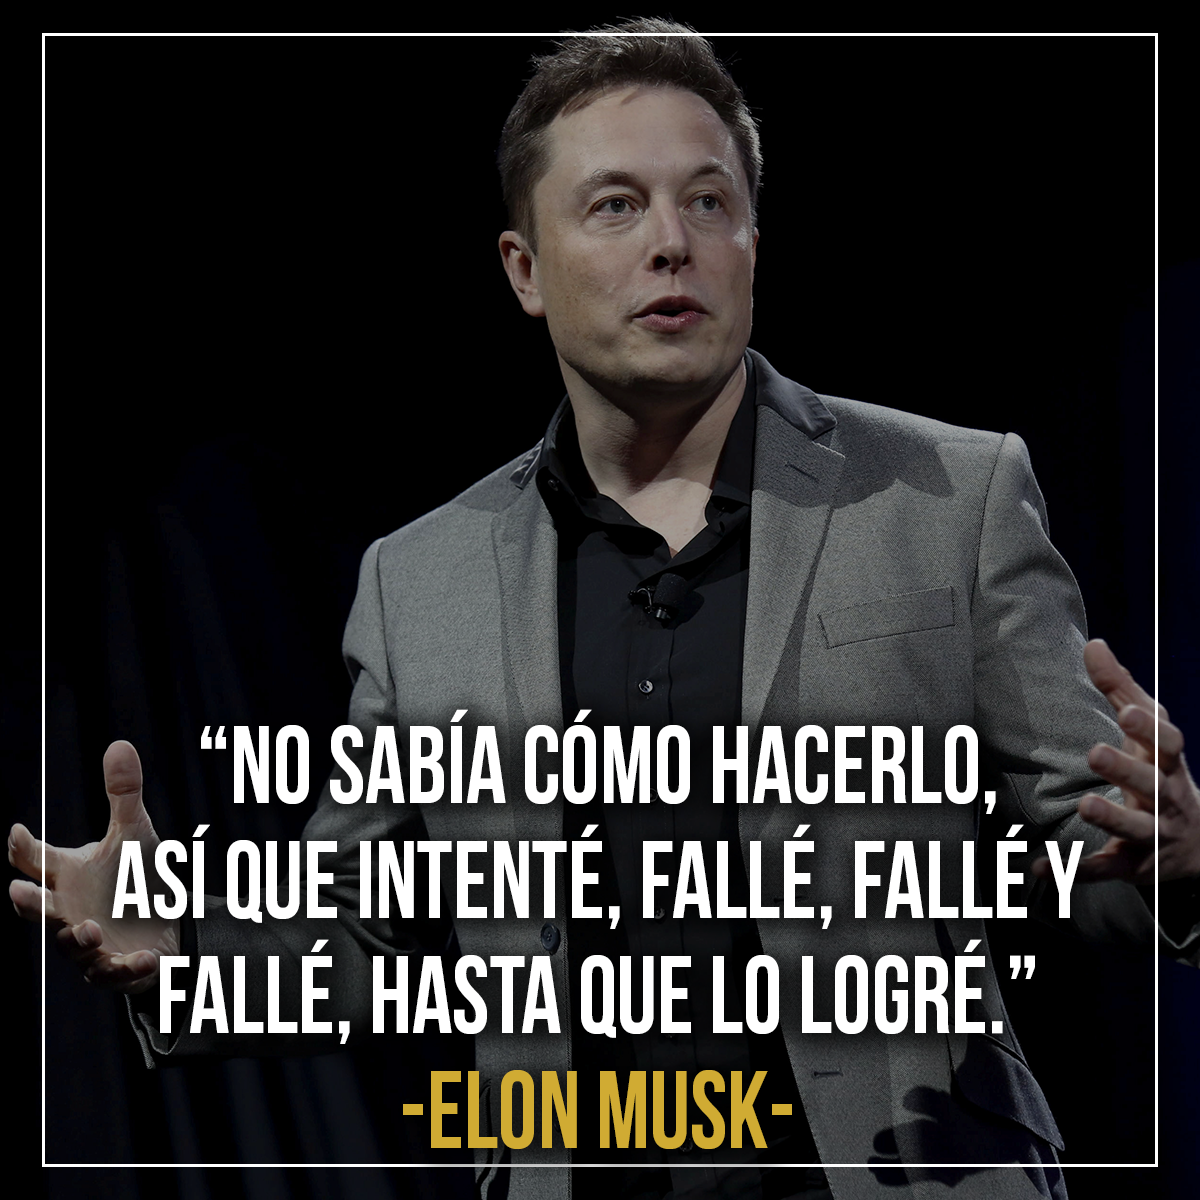 “NO SABÍA CÓMO HACERLO,
ASÍ QUE INTENTÉ, FALLÉ, FALLÉ Y
FALLÉ, HASTA QUE LO LOGRÉ.”
-ELON MUSK-